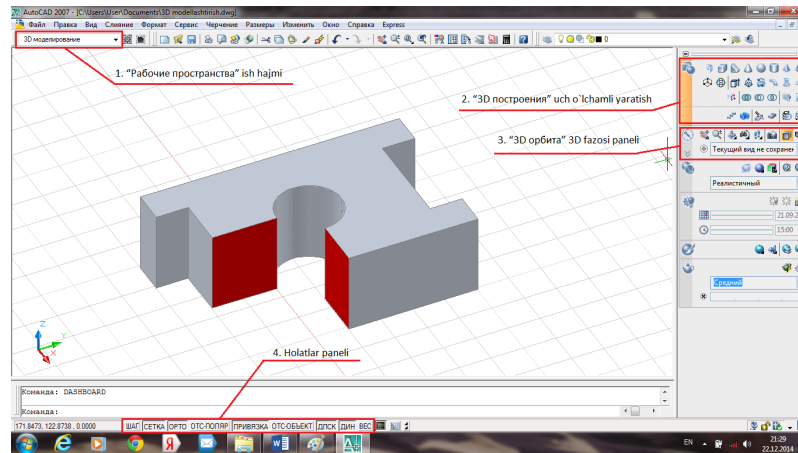 AutoCAD 2007 - [C:\Users\User\Documents\3D modellashtirish.dwg]
Файл Правка Вид Слияние Формат Сервис Черчение Размеры Изменить Окно Справка Express
3D моделирование
0
1. “Рабочие пространства” ish hajmi
2. “3D построения” uch o`lchamli yaratish
3. “3D орбита” 3D fazosi paneli
Текущий вид не сохранен
Реалистичный
21.09.2
15:00
Средний
Z
Y
X
4. Holatlar paneli
Команда: DASHBOARD
Команда:
171.8473, 122.8738, 0.0000 ШАГ СЕТКА ОРТО ОТС-ПОЛЯР ПРИВЯЗКА ОТС-ОБЪЕКТ ДПСК ДИН ВЕС
EN
21:29
22.12.2014